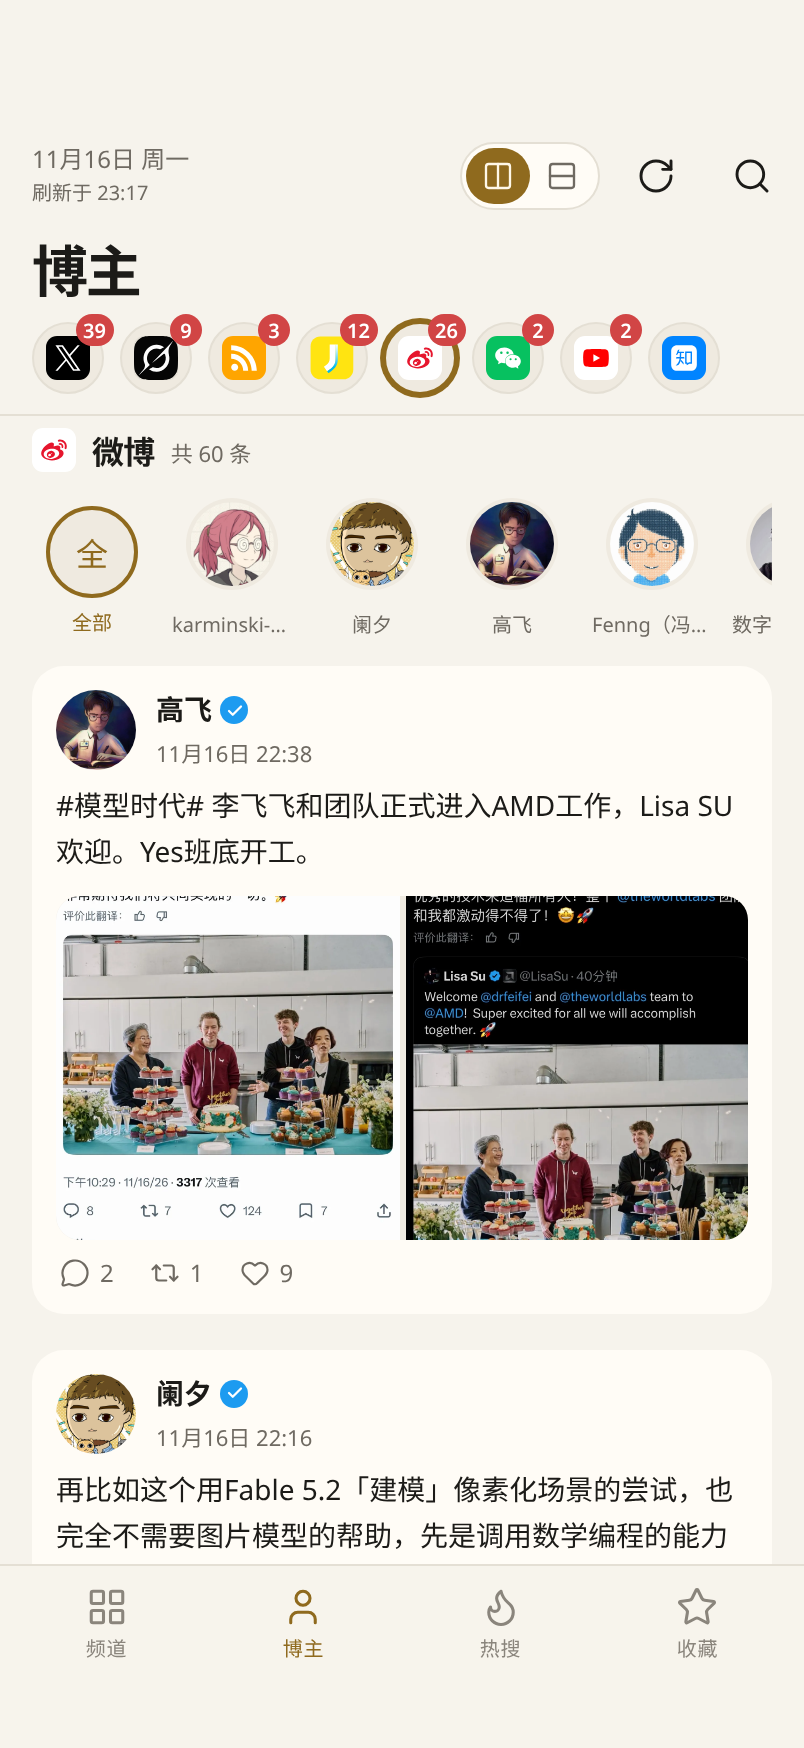 11月16日 周一
刷新于 23:17
博主
39
9
3
12
26
2
2
知
微博 共 60 条
全
全部
karminski-...
阑夕
高飞
Fenng（冯...
数字
高飞
11月16日 22:38
#模型时代# 李飞飞和团队正式进入AMD工作，Lisa SU
欢迎。Yes班底开工。
评价此翻译：
下午10:29 · 11/16/26 · 3317 次查看
8
7
124
7
@theworldlabs
和我都激动得不得了！🤩🚀
评价此翻译：
Lisa Su @LisaSu · 40分钟
Welcome @drfeifei and @theworldlabs team to
@AMD! Super excited for all we will accomplish
together. 🚀
2
1
9
阑夕
11月16日 22:16
再比如这个用Fable 5.2「建模」像素化场景的尝试，也
完全不需要图片模型的帮助，先是调用数学编程的能力
频道
博主
热搜
收藏